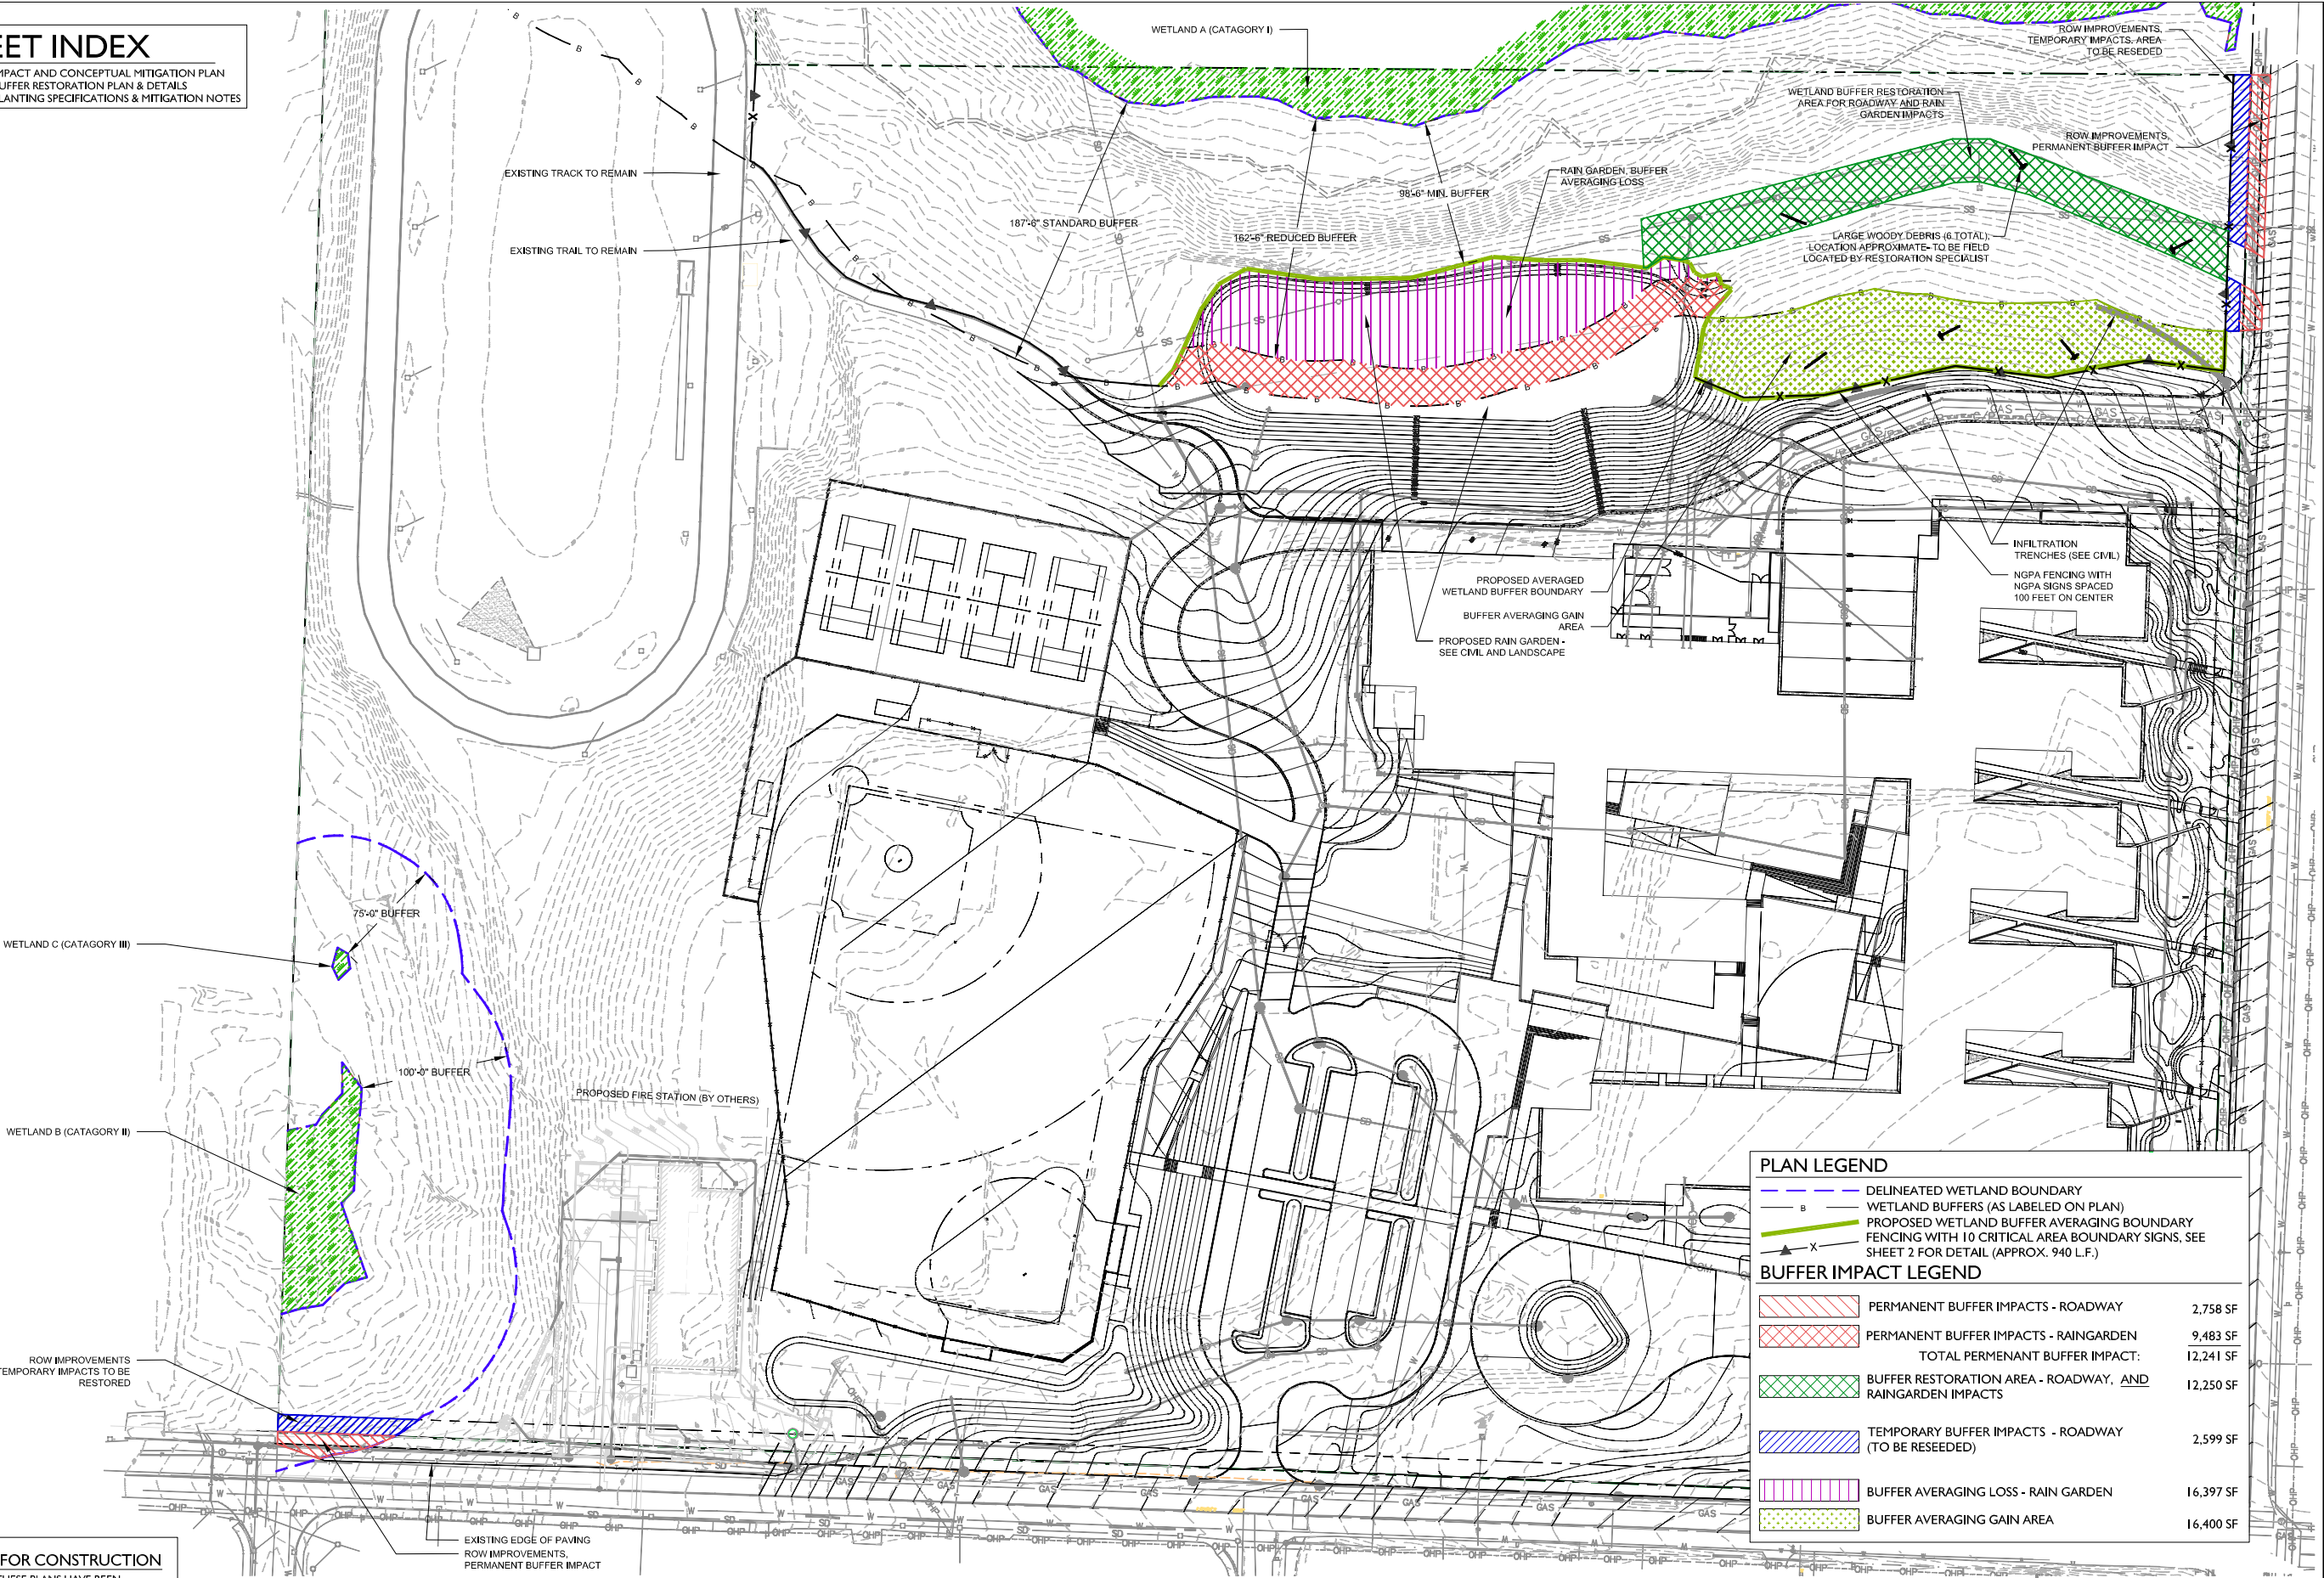 EET INDEX
MPACT AND CONCEPTUAL MITIGATION PLAN
UFFER RESTORATION PLAN & DETAILS
LANTING SPECIFICATIONS & MITIGATION NOTES
WETLAND A (CATAGORY I)
ROW IMPROVEMENTS,
TEMPORARY IMPACTS, AREA
TO BE RESEDED
WETLAND BUFFER RESTORATION
AREA FOR ROADWAY AND RAIN
GARDEN IMPACTS
ROW IMPROVEMENTS,
PERMANENT BUFFER IMPACT
EXISTING TRACK TO REMAIN
RAIN GARDEN, BUFFER
AVERAGING LOSS
98'-6" MIN. BUFFER
187'-6" STANDARD BUFFER
162'-6" REDUCED BUFFER
EXISTING TRAIL TO REMAIN
LARGE WOODY DEBRIS (6 TOTAL),
LOCATION APPROXIMATE- TO BE FIELD
LOCATED BY RESTORATION SPECIALIST
INFILTRATION
TRENCHES (SEE CIVIL)
NGPA FENCING WITH
NGPA SIGNS SPACED
100 FEET ON CENTER
PROPOSED AVERAGED
WETLAND BUFFER BOUNDARY
BUFFER AVERAGING GAIN
AREA
PROPOSED RAIN GARDEN -
SEE CIVIL AND LANDSCAPE
75'-0" BUFFER
WETLAND C (CATAGORY III)
100'-0" BUFFER
PROPOSED FIRE STATION (BY OTHERS)
WETLAND B (CATAGORY II)
ROW IMPROVEMENTS
TEMPORARY IMPACTS TO BE
RESTORED
EXISTING EDGE OF PAVING
ROW IMPROVEMENTS,
PERMANENT BUFFER IMPACT
FOR CONSTRUCTION
THESE PLANS HAVE BEEN
PLAN LEGEND
DELINEATED WETLAND BOUNDARY
B WETLAND BUFFERS (AS LABELED ON PLAN)
PROPOSED WETLAND BUFFER AVERAGING BOUNDARY
X FENCING WITH 10 CRITICAL AREA BOUNDARY SIGNS, SEE
SHEET 2 FOR DETAIL (APPROX. 940 L.F.)
BUFFER IMPACT LEGEND
PERMANENT BUFFER IMPACTS - ROADWAY 2,758 SF
PERMANENT BUFFER IMPACTS - RAINGARDEN 9,483 SF
TOTAL PERMENANT BUFFER IMPACT: 12,241 SF
BUFFER RESTORATION AREA - ROADWAY, AND
RAINGARDEN IMPACTS 12,250 SF
TEMPORARY BUFFER IMPACTS - ROADWAY
(TO BE RESEEDED) 2,599 SF
BUFFER AVERAGING LOSS - RAIN GARDEN 16,397 SF
BUFFER AVERAGING GAIN AREA 16,400 SF